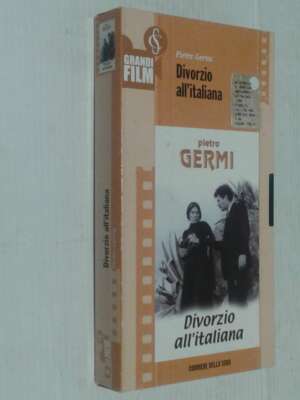 GRANDI
FILM
Pietro Germi
Divorzio
all'italiana
pietro
GERMI
Divorzio
all'italiana
CORRIERE DELLA SERA
Divorzio all'italiana